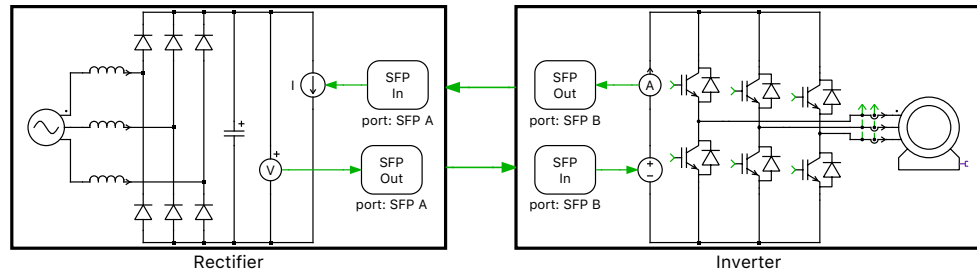 I
SFP
In
port: SFP A
V
SFP
Out
port: SFP A
Rectifier
SFP
Out
port: SFP B
A
SFP
In
port: SFP B
Inverter